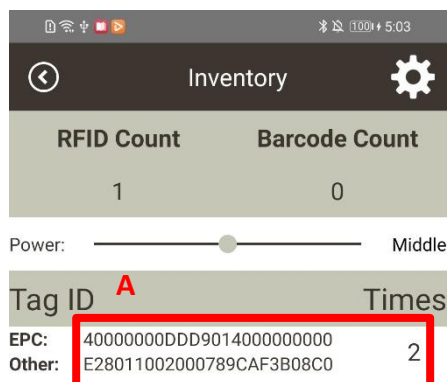 100 5:03
Inventory
RFID Count Barcode Count
1 0
Power: Middle
Tag ID A Times
EPC: 40000000DDD9014000000000 2
Other: E28011002000789CAF3B08C0